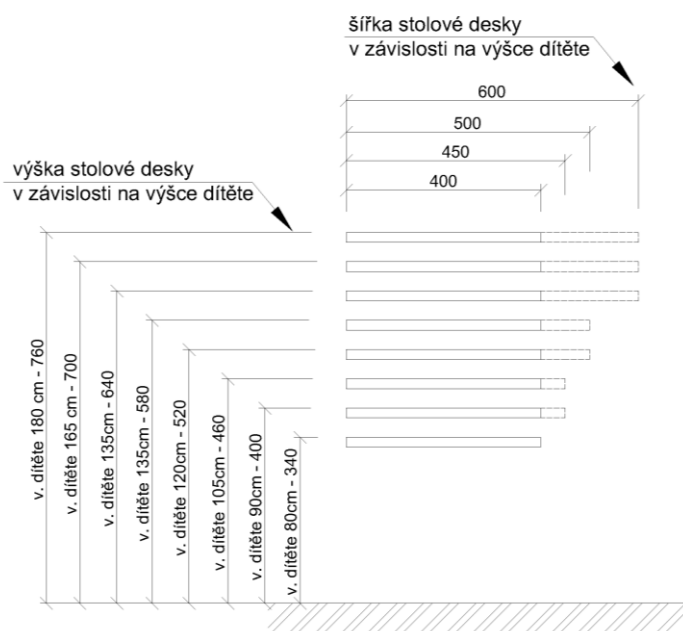 šířka stolové desky
v závislosti na výšce dítěte
600
500
450
400
výška stolové desky
v závislosti na výšce dítěte
v. dítěte 180 cm - 760
v. dítěte 165 cm - 700
v. dítěte 135cm - 640
v. dítěte 135cm - 580
v. dítěte 120cm - 520
v. dítěte 105cm - 460
v. dítěte 90cm - 400
v. dítěte 80cm - 340